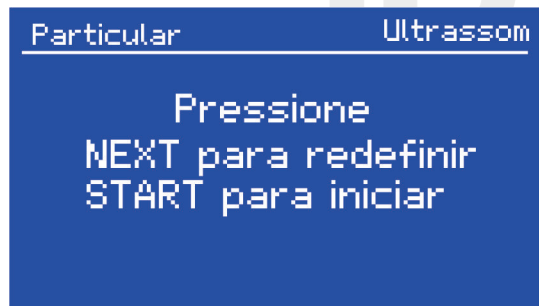 Particular Ultrassom
Pressione
NEXT para redefinir
START para iniciar